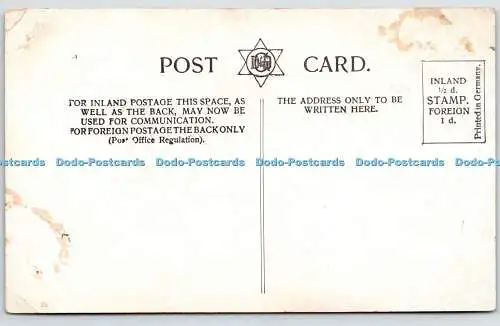 POST CARD.
FOR INLAND POSTAGE THIS SPACE, AS
WELL AS THE BACK, MAY NOW BE
USED FOR COMMUNICATION.
FOR FOREIGN POSTAGE THE BACK ONLY
(Post Office Regulation).
THE ADDRESS ONLY TO BE
WRITTEN HERE.
INLAND
½ d.
STAMP.
FOREIGN
1 d.
Printed in Germany.
Dodo-Postcards Dodo-Postcards Dodo-Postcards Dodo-Postcards Dodo-Postcards Dodo-Postcards